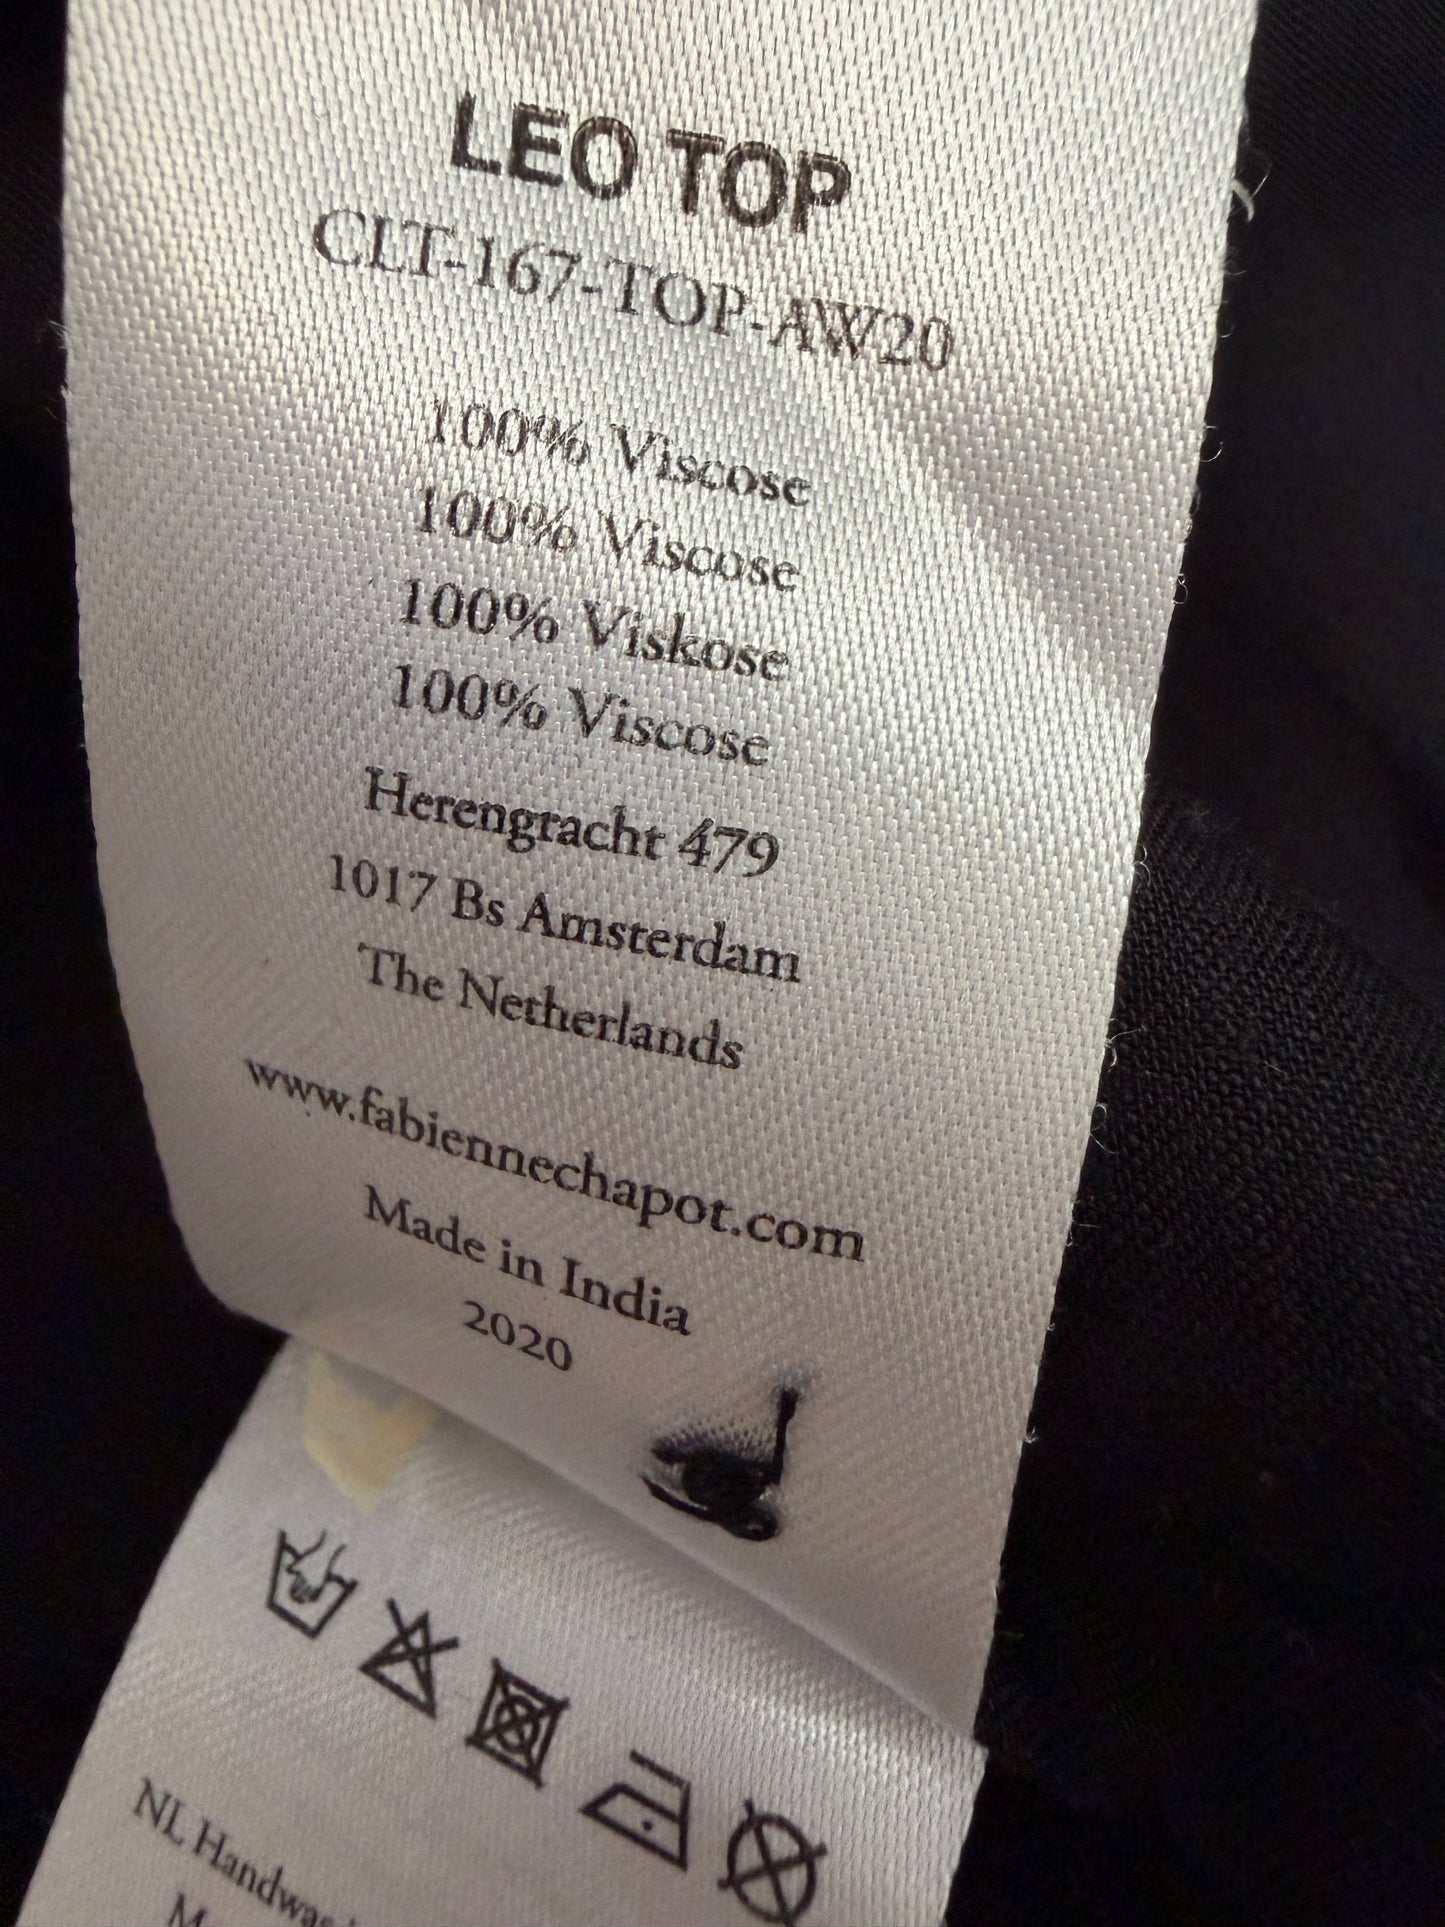 LEO TOP
CLT-167-TOP-AW20
100% Viscose
100% Viscose
100% Viskose
100% Viscose
Herengracht 479
1017 Bs Amsterdam
The Netherlands
www.fabiennechapot.com
Made in India
2020
NL